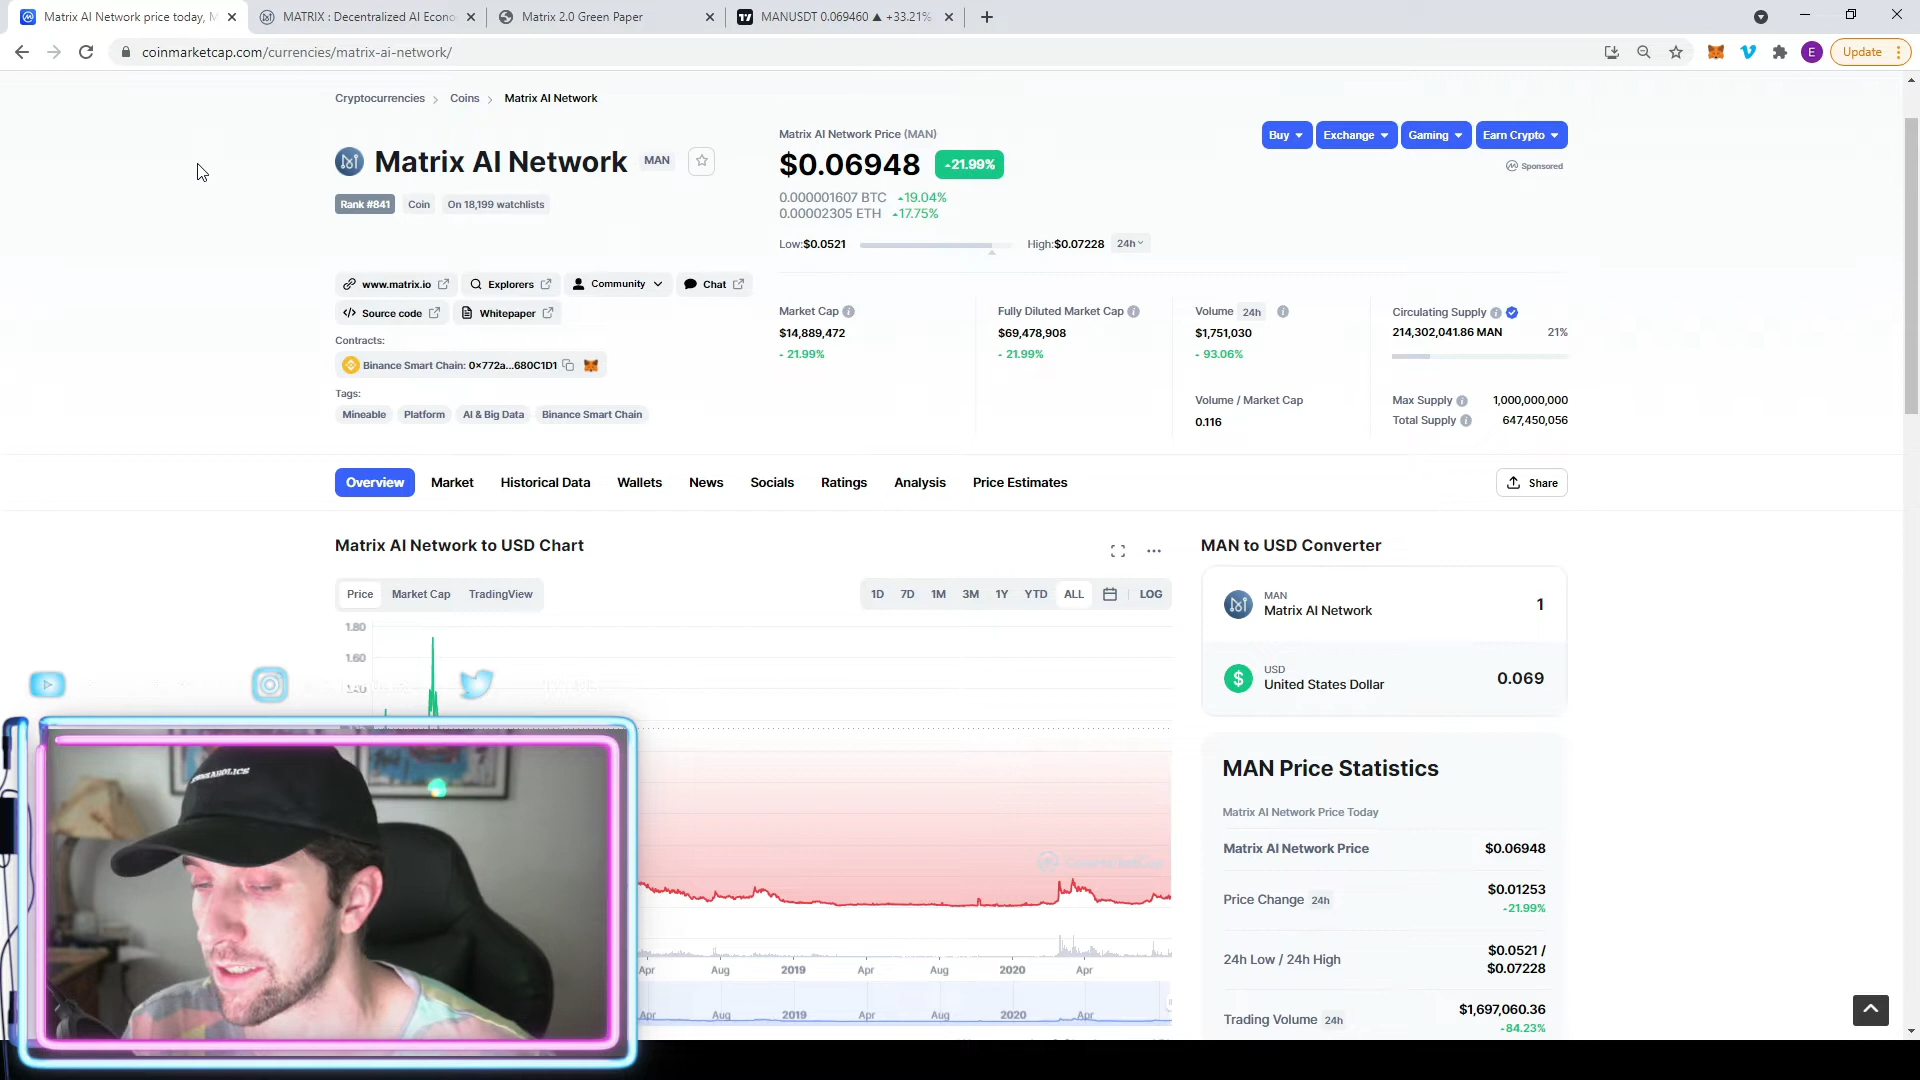 Matrix AI Network price today, M
MATRIX : Decentralized AI Econo
Matrix 2.0 Green Paper
MANUSDT 0.069460 ▲ +33.21%
coinmarketcap.com/currencies/matrix-ai-network/
E
Update
Cryptocurrencies > Coins > Matrix AI Network
Matrix AI Network MAN
Rank #841 Coin On 18,199 watchlists
Matrix AI Network Price (MAN)
$0.06948 21.99%
0.000001607 BTC 19.04%
0.00002305 ETH 17.75%
Low:$0.0521 High:$0.07228 24h
Buy Exchange Gaming Earn Crypto
Sponsored
www.matrix.io Explorers Community Chat
Source code Whitepaper
Contracts:
Binance Smart Chain: 0x772a...680C1D1
Tags:
Mineable Platform AI & Big Data Binance Smart Chain
Market Cap
$14,889,472
21.99%
Fully Diluted Market Cap
$69,478,908
21.99%
Volume 24h
$1,751,030
93.06%
Volume / Market Cap
0.116
Circulating Supply
214,302,041.86 MAN 21%
Max Supply 1,000,000,000
Total Supply 647,450,056
Overview Market Historical Data Wallets News Socials Ratings Analysis Price Estimates
Share
Matrix AI Network to USD Chart
Price Market Cap TradingView
1D 7D 1M 3M 1Y YTD ALL LOG
1.80
1.60
Apr Aug 2019 Apr Aug 2020 Apr
Apr Aug 2019 Apr Aug 2020 Apr
MAN to USD Converter
MAN
Matrix AI Network 1
USD
United States Dollar 0.069
MAN Price Statistics
Matrix AI Network Price Today
Matrix AI Network Price $0.06948
Price Change 24h $0.01253
21.99%
24h Low / 24h High $0.0521 /
$0.07228
Trading Volume 24h $1,697,060.36
84.23%